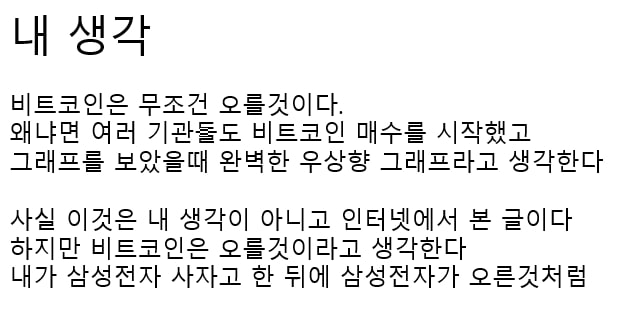 내 생각
비트코인은 무조건 오를것이다.
왜냐면 여러 기관들도 비트코인 매수를 시작했고
그래프를 보았을때 완벽한 우상향 그래프라고 생각한다
사실 이것은 내 생각이 아니고 인터넷에서 본 글이다
하지만 비트코인은 오를것이라고 생각한다
내가 삼성전자 사자고 한 뒤에 삼성전자가 오른것처럼